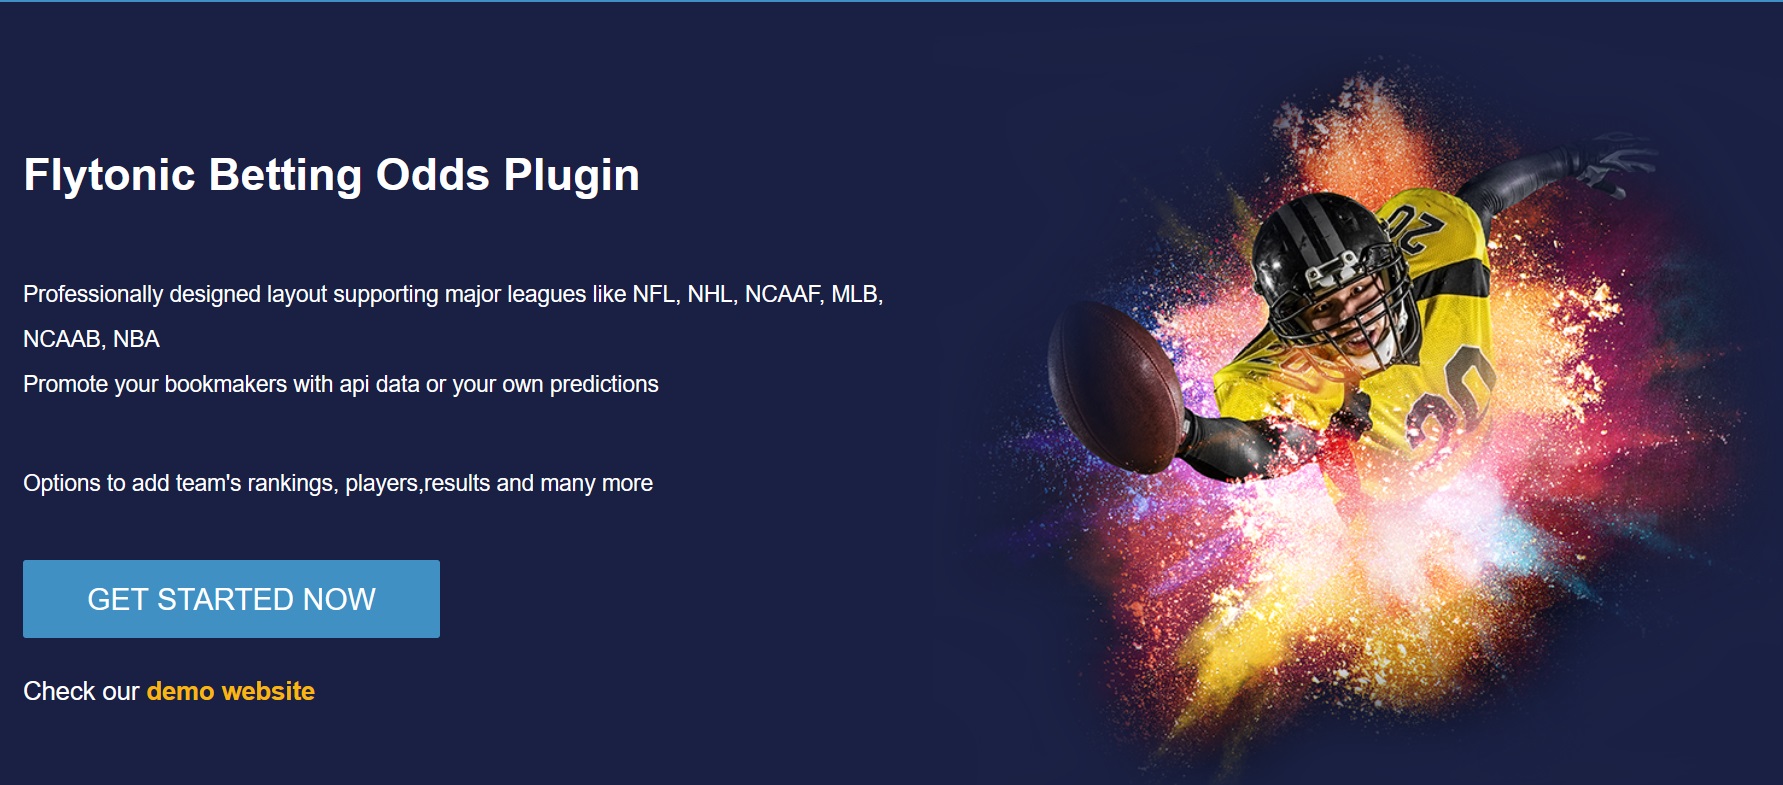 Flytonic Betting Odds Plugin
Professionally designed layout supporting major leagues like NFL, NHL, NCAAF, MLB,
NCAAB, NBA
Promote your bookmakers with api data or your own predictions
Options to add team's rankings, players,results and many more
GET STARTED NOW
Check our demo website
20
20